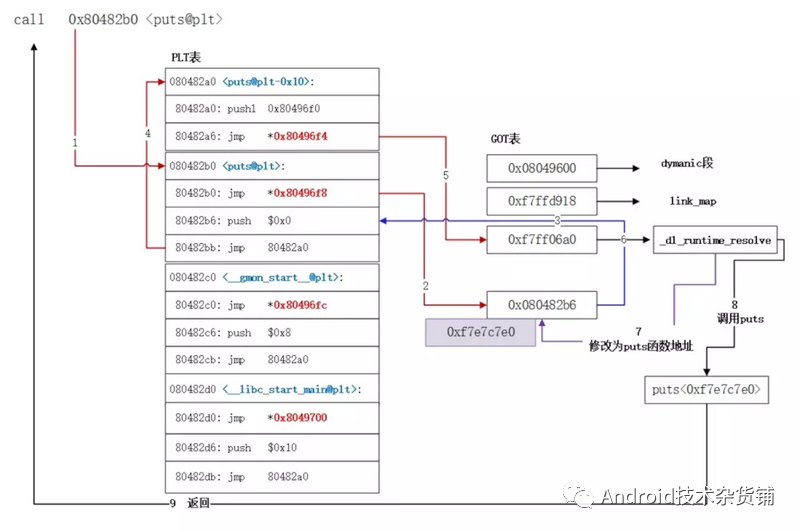 call 0x80482b0 <puts@plt>
PLT表
080482a0 <puts@plt-0x10>:
80482a0: pushl 0x80496f0
80482a6: jmp *0x80496f4
080482b0 <puts@plt>:
80482b0: jmp *0x80496f8
80482b6: push $0x0
80482bb: jmp 80482a0
080482c0 <__gmon_start__@plt>:
80482c0: jmp *0x80496fc
80482c6: push $0x8
80482cb: jmp 80482a0
080482d0 <__libc_start_main@plt>:
80482d0: jmp *0x8049700
80482d6: push $0x10
80482db: jmp 80482a0
1
4
5
2
GOT表
0x08049600
dymanic段
0xf7ffd918
link_map
3
0xf7ff06a0
6
_dl_runtime_resolve
0x080482b6
0xf7e7c7e0
7
修改为puts函数地址
8
调用puts
puts<0xf7e7c7e0>
9 返回
Android技术杂货铺